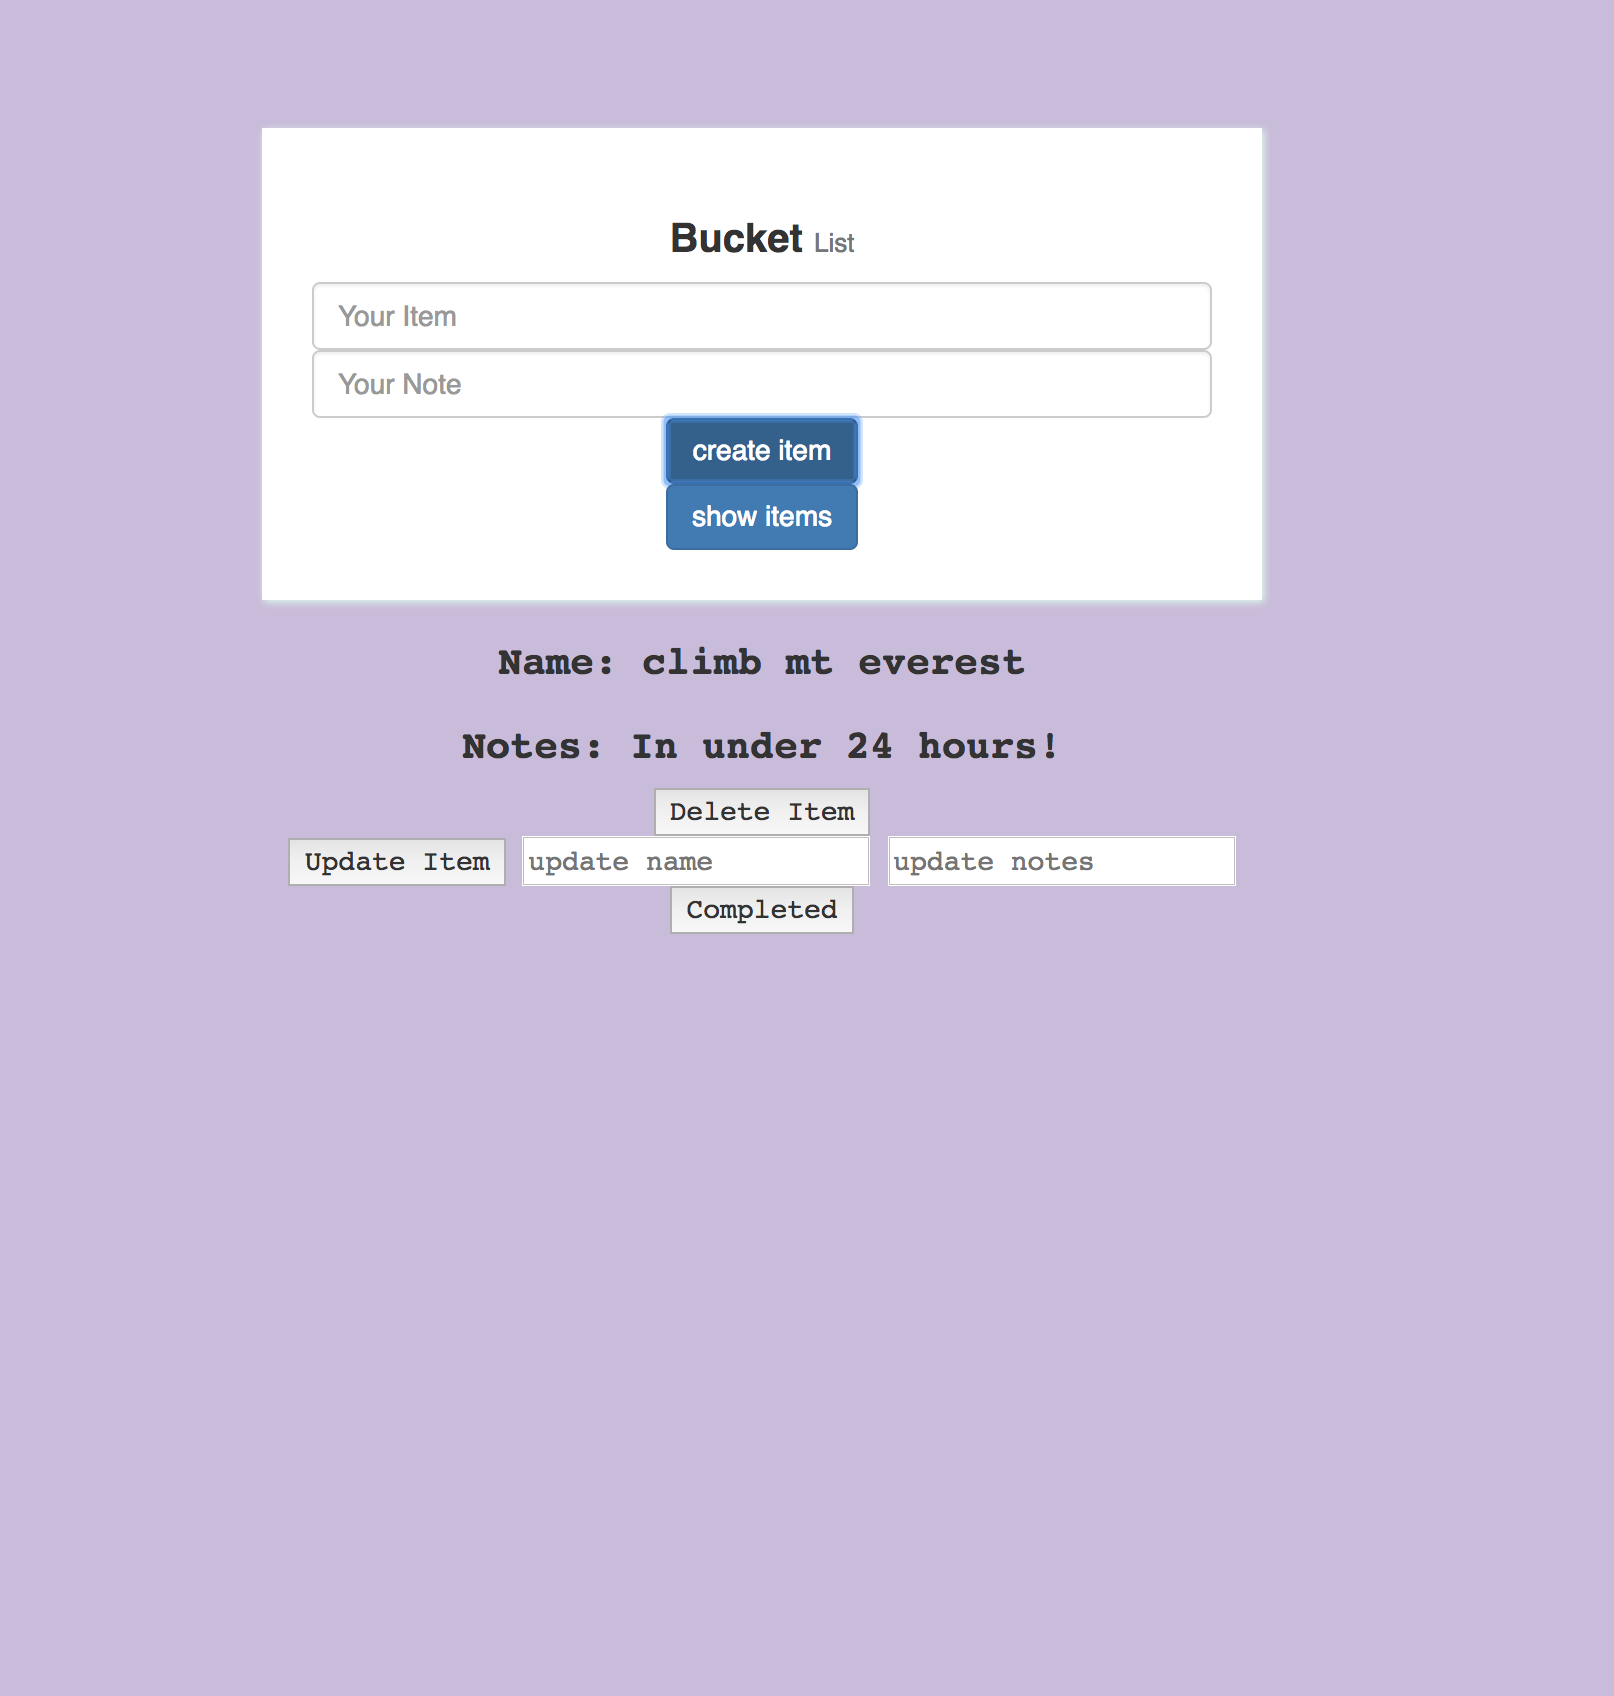 Bucket List
Your Item
Your Note
create item
show items
Name: climb mt everest
Notes: In under 24 hours!
Delete Item
Update Item update name update notes
Completed